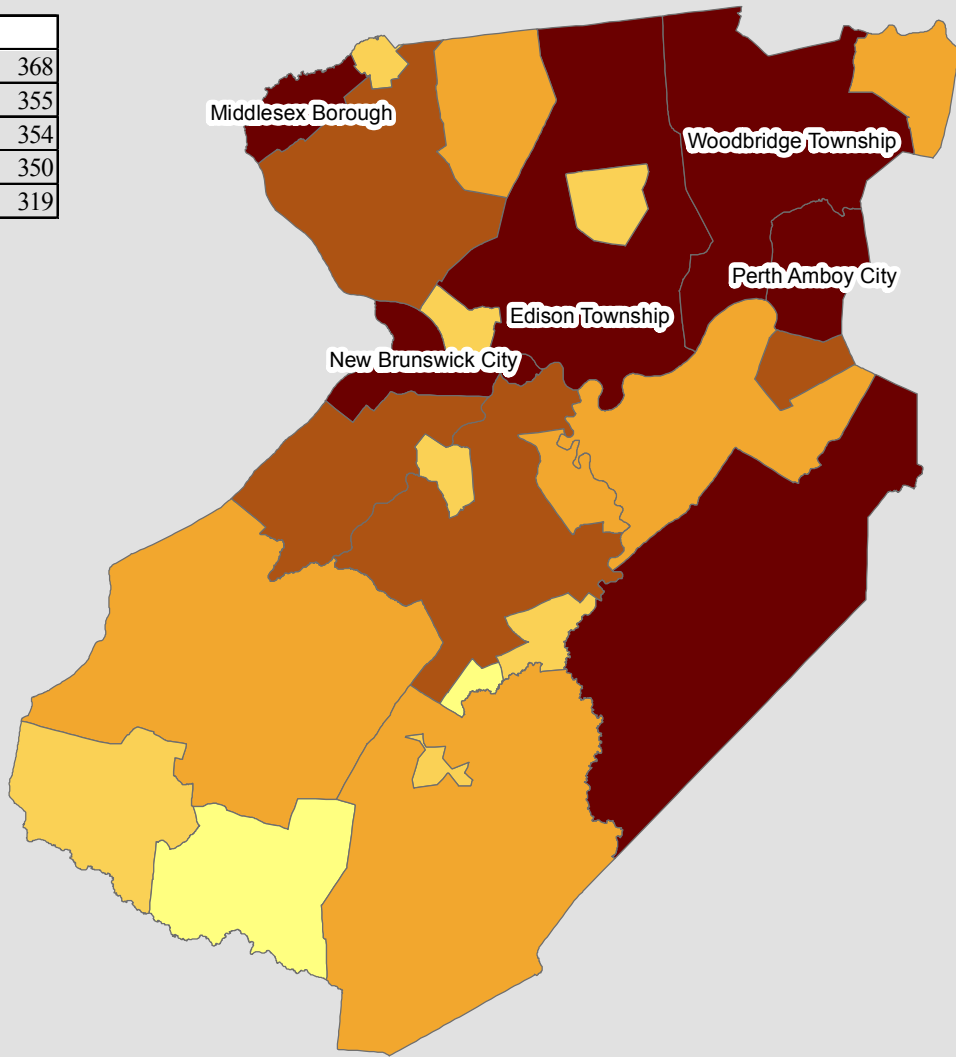 368
355
354
350
319
Middlesex Borough
Woodbridge Township
Perth Amboy City
Edison Township
New Brunswick City